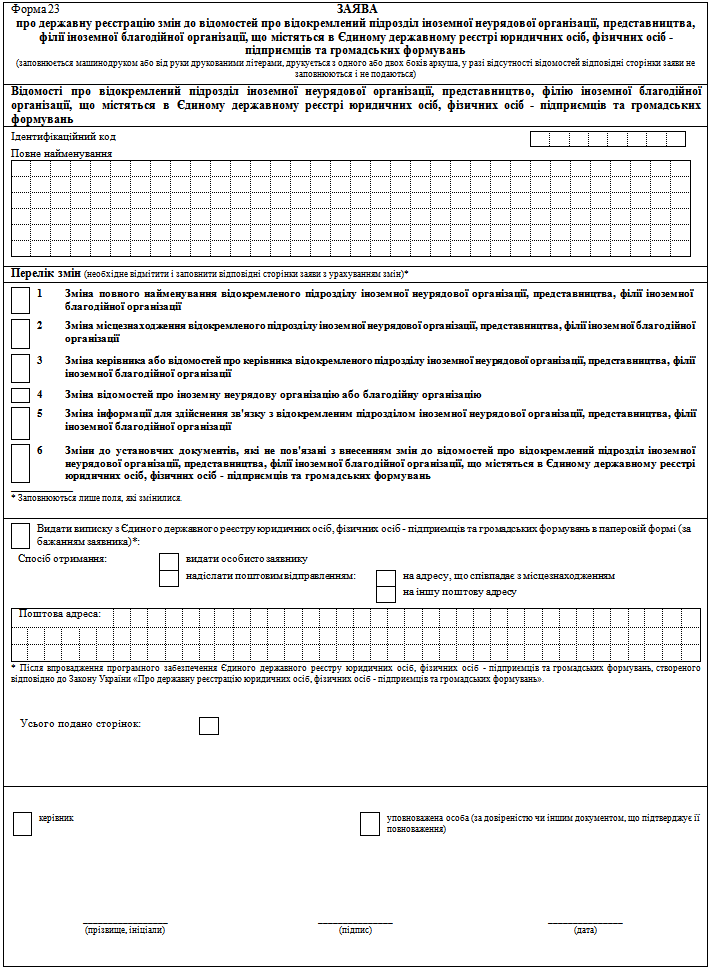 Форма 23
ЗАЯВА
про державну реєстрацію змін до відомостей про відокремлений підрозділ іноземної неурядової організації, представництва,
філії іноземної благодійної організації, що містяться в Єдиному державному реєстрі юридичних осіб, фізичних осіб -
підприємців та громадських формувань
(заповнюється машинодруком або від руки друкованими літерами, друкується з одного або двох боків аркуша, у разі відсутності відомостей відповідні сторінки заяви не
заповнюються і не подаються)
Відомості про відокремлений підрозділ іноземної неурядової організації, представництво, філію іноземної благодійної
організації, що містяться в Єдиному державному реєстрі юридичних осіб, фізичних осіб - підприємців та громадських
формувань
Ідентифікаційний код
Повне найменування
Перелік змін (необхідне відмітити і заповнити відповідні сторінки заяви з урахуванням змін)*
1 Зміна повного найменування відокремленого підрозділу іноземної неурядової організації, представництва, філії іноземної
благодійної організації
2 Зміна місцезнаходження відокремленого підрозділу іноземної неурядової організації, представництва, філії іноземної благодійної
організації
3 Зміна керівника або відомостей про керівника відокремленого підрозділу іноземної неурядової організації, представництва, філії
іноземної благодійної організації
4 Зміна відомостей про іноземну неурядову організацію або благодійну організацію
5 Зміна інформації для здійснення зв'язку з відокремленим підрозділом іноземної неурядової організації, представництва, філії
іноземної благодійної організації
6 Зміни до установчих документів, які не пов'язані з внесенням змін до відомостей про відокремлений підрозділ іноземної
неурядової організації, представництва, філії іноземної благодійної організації, що містяться в Єдиному державному реєстрі
юридичних осіб, фізичних осіб - підприємців та громадських формувань
* Заповнюються лише поля, які змінилися.
Видати виписку з Єдиного державного реєстру юридичних осіб, фізичних осіб - підприємців та громадських формувань в паперовій формі (за
бажанням заявника)*:
Спосіб отримання: видати особисто заявнику
надіслати поштовим відправленням: на адресу, що співпадає з місцезнаходженням
на іншу поштову адресу
Поштова адреса:
* Після впровадження програмного забезпечення Єдиного державного реєстру юридичних осіб, фізичних осіб - підприємців та громадських формувань, створеного
відповідно до Закону України «Про державну реєстрацію юридичних осіб, фізичних осіб - підприємців та громадських формувань».
Усього подано сторінок:
керівник уповноважена особа (за довіреністю чи іншим документом, що підтверджує її
повноваження)
(прізвище, ініціали) (підпис) (дата)